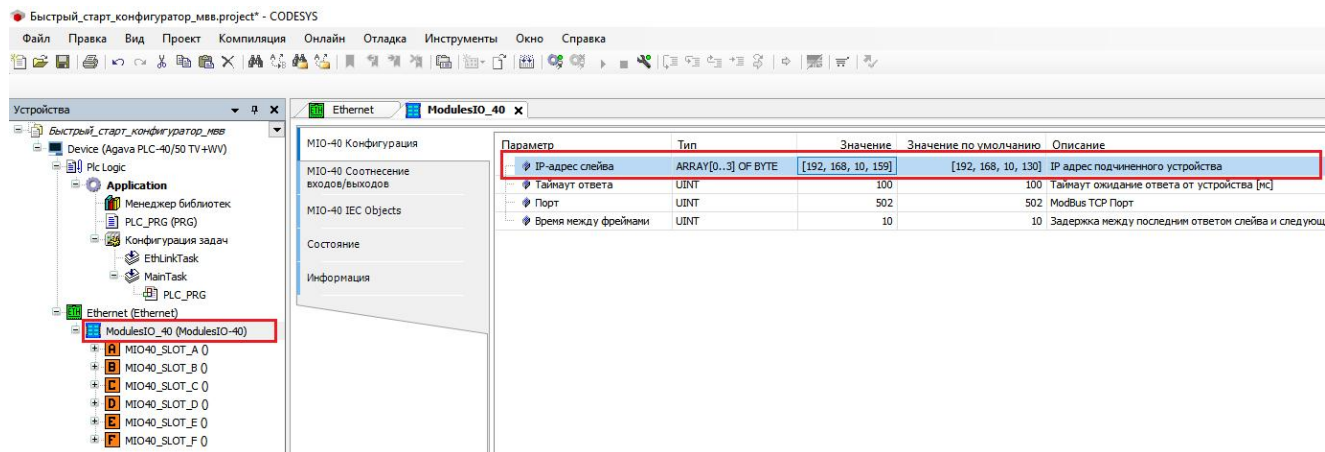 Быстрый_старт_конфигуратор_мвв.project* - CODESYS
Файл Правка Вид Проект Компиляция Онлайн Отладка Инструменты Окно Справка
Устройства
Быстрый_старт_конфигуратор_мвв
Device (Agava PLC-40/50 TV+WV)
Plc Logic
Application
Менеджер библиотек
PLC_PRG (PRG)
Конфигурация задач
EthLinkTask
MainTask
PLC_PRG
Ethernet (Ethernet)
ModulesIO_40 (ModulesIO-40)
A MIO40_SLOT_A ()
B MIO40_SLOT_B ()
C MIO40_SLOT_C ()
D MIO40_SLOT_D ()
E MIO40_SLOT_E ()
F MIO40_SLOT_F ()
ETH Ethernet ModulesIO_40
MIO-40 Конфигурация
MIO-40 Соотнесение
входов/выходов
MIO-40 IEC Objects
Состояние
Информация
Параметр Тип Значение Значение по умолчанию Описание
IP-адрес слейва ARRAY[0...3] OF BYTE [192, 168, 10, 159] [192, 168, 10, 130] IP адрес подчиненного устройства
Таймаут ответа UINT 100 100 Таймаут ожидание ответа от устройства [мс]
Порт UINT 502 502 ModBus TCP Порт
Время между фреймами UINT 10 10 Задержка между последним ответом слейва и следующ